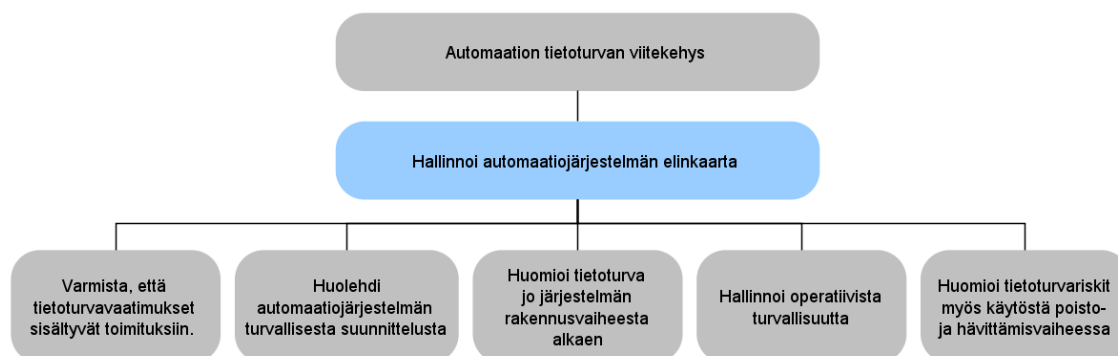 Automaation tietoturvan viitekehys
Hallinnoi automaatiojärjestelmän elinkaarta
Varmista, että
tietoturvavaatimukset
sisältyvät toimituksiin.
Huolehdi
automaatiojärjestelmän
turvallisesta suunnittelusta
Huomioi tietoturva
jo järjestelmän
rakennusvaiheesta
alkaen
Hallinnoi operatiivista
turvallisuutta
Huomioi tietoturvariskit
myös käytöstä poisto-
ja hävittämisvaiheessa